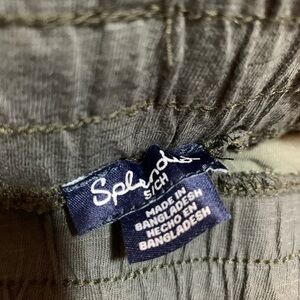 Splendid
S/CH
MADE IN
BANGLADESH
HECHO EN
BANGLADESH